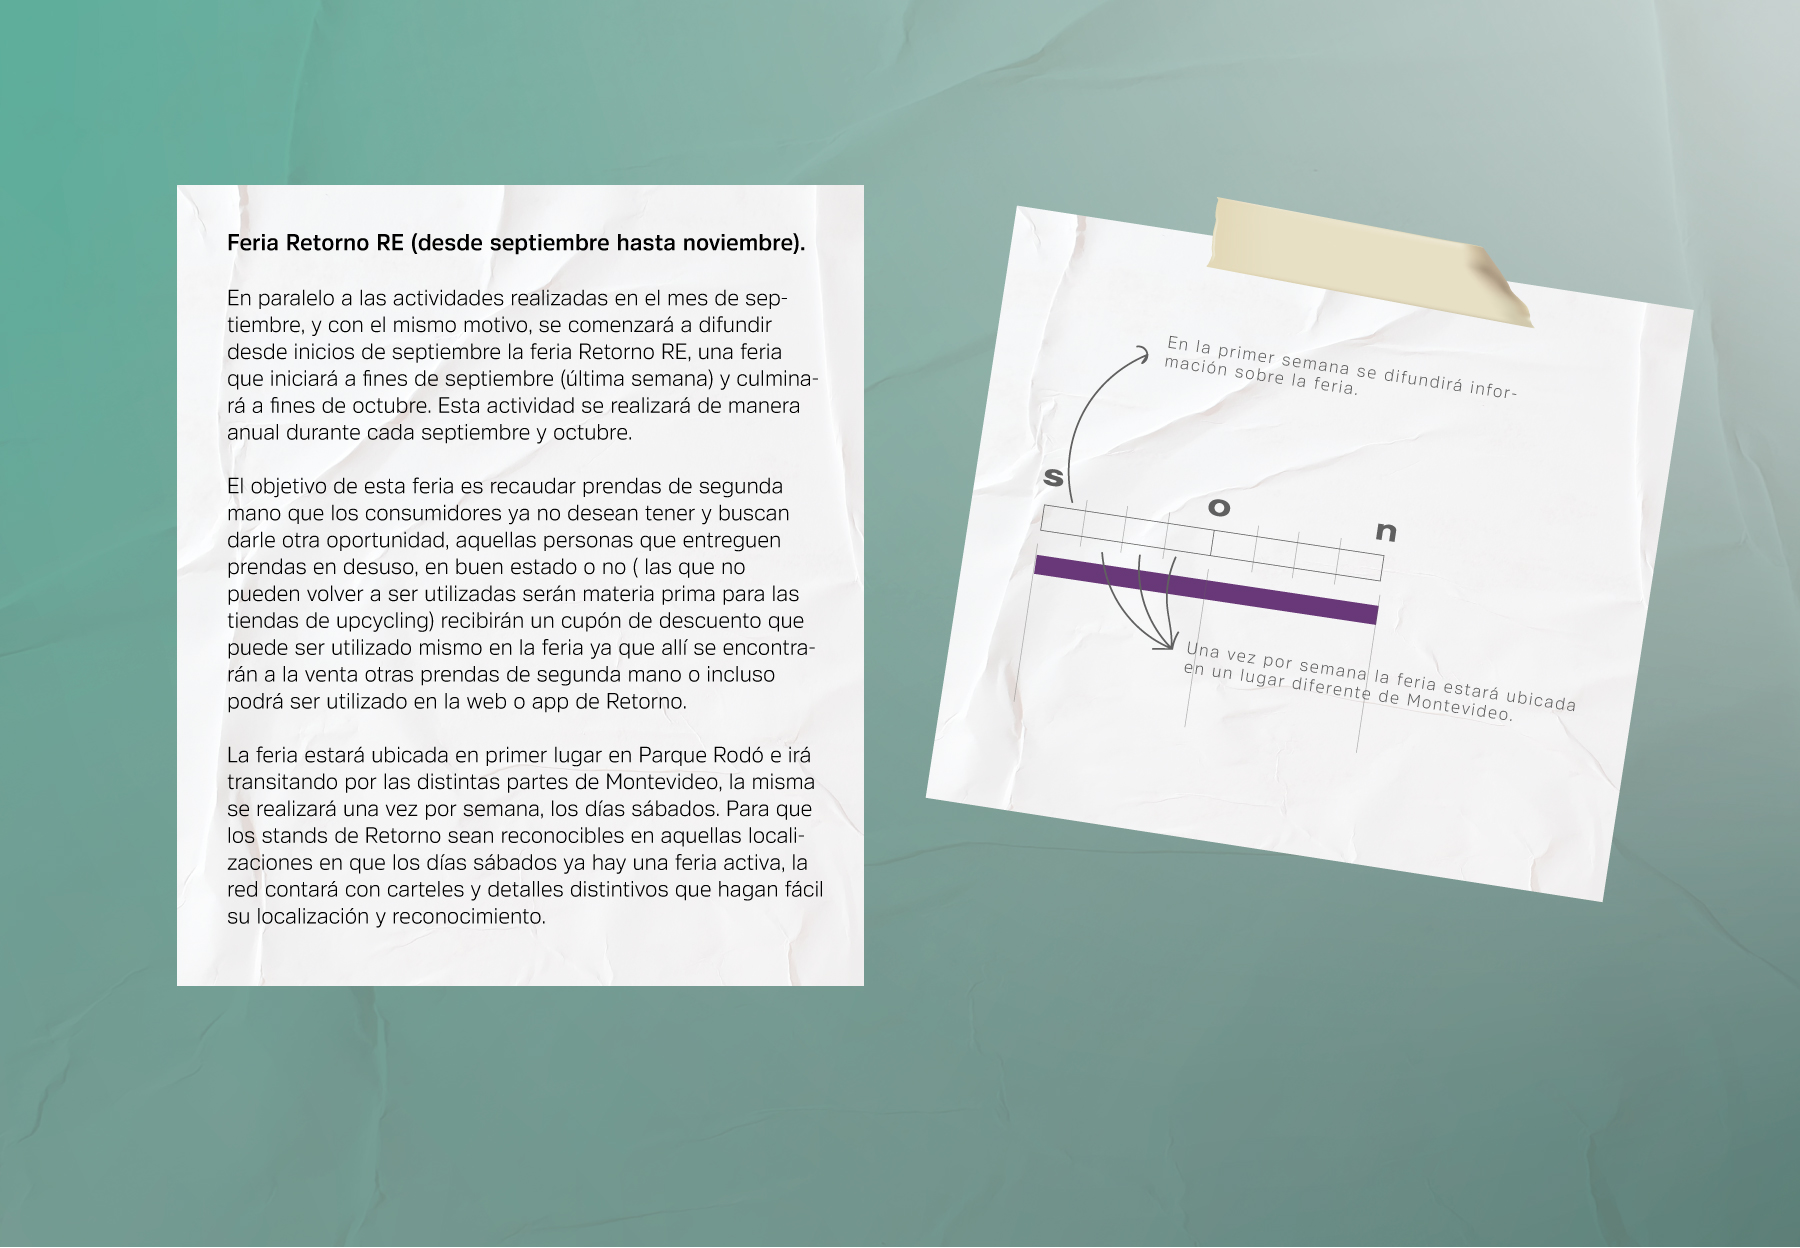 Feria Retorno RE (desde septiembre hasta noviembre).
En paralelo a las actividades realizadas en el mes de sep-
tiembre, y con el mismo motivo, se comenzará a difundir
desde inicios de septiembre la feria Retorno RE, una feria
que iniciará a fines de septiembre (última semana) y culmina-
rá a fines de octubre. Esta actividad se realizará de manera
anual durante cada septiembre y octubre.
El objetivo de esta feria es recaudar prendas de segunda
mano que los consumidores ya no desean tener y buscan
darle otra oportunidad, aquellas personas que entreguen
prendas en desuso, en buen estado o no ( las que no
pueden volver a ser utilizadas serán materia prima para las
tiendas de upcycling) recibirán un cupón de descuento que
puede ser utilizado mismo en la feria ya que allí se encontra-
rán a la venta otras prendas de segunda mano o incluso
podrá ser utilizado en la web o app de Retorno.
La feria estará ubicada en primer lugar en Parque Rodó e irá
transitando por las distintas partes de Montevideo, la misma
se realizará una vez por semana, los días sábados. Para que
los stands de Retorno sean reconocibles en aquellas locali-
zaciones en que los días sábados ya hay una feria activa, la
red contará con carteles y detalles distintivos que hagan fácil
su localización y reconocimiento.
En la primer semana se difundirá infor-
mación sobre la feria.
s
o
n
Una vez por semana la feria estará ubicada
en un lugar diferente de Montevideo.